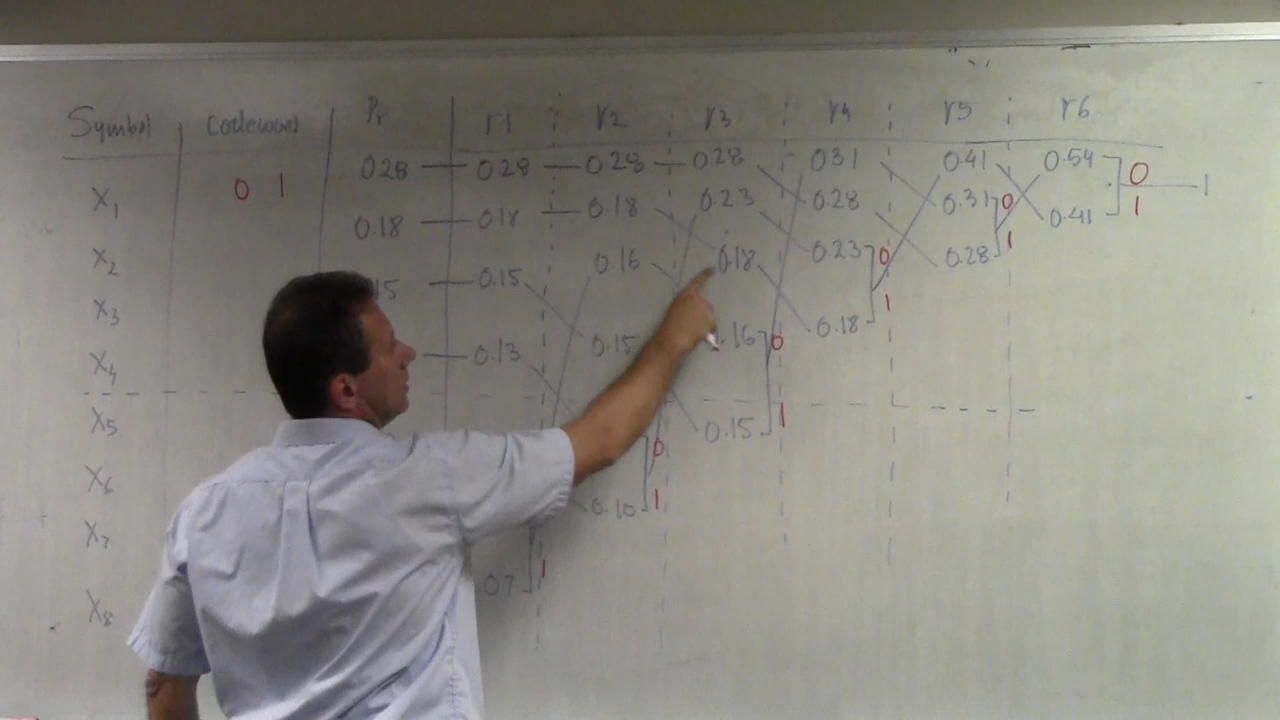 Symbol Codeword Pr r1 r2 r3 r4 r5 r6
0.28 0.28 0.28 0.28 0.31 0.41 0.59 0
X1 0 1 1
0.18 0.18 0.18 0.23 0.28 0.31 0 0.41 1
X2 15 0.15 0.16 0.18 0.23 0 0.28 1
X3 1
X4 0.13 0.15 .16 0 0.18
X5 0.15 1
X6 0
X7 0.10 1
X8 07 1